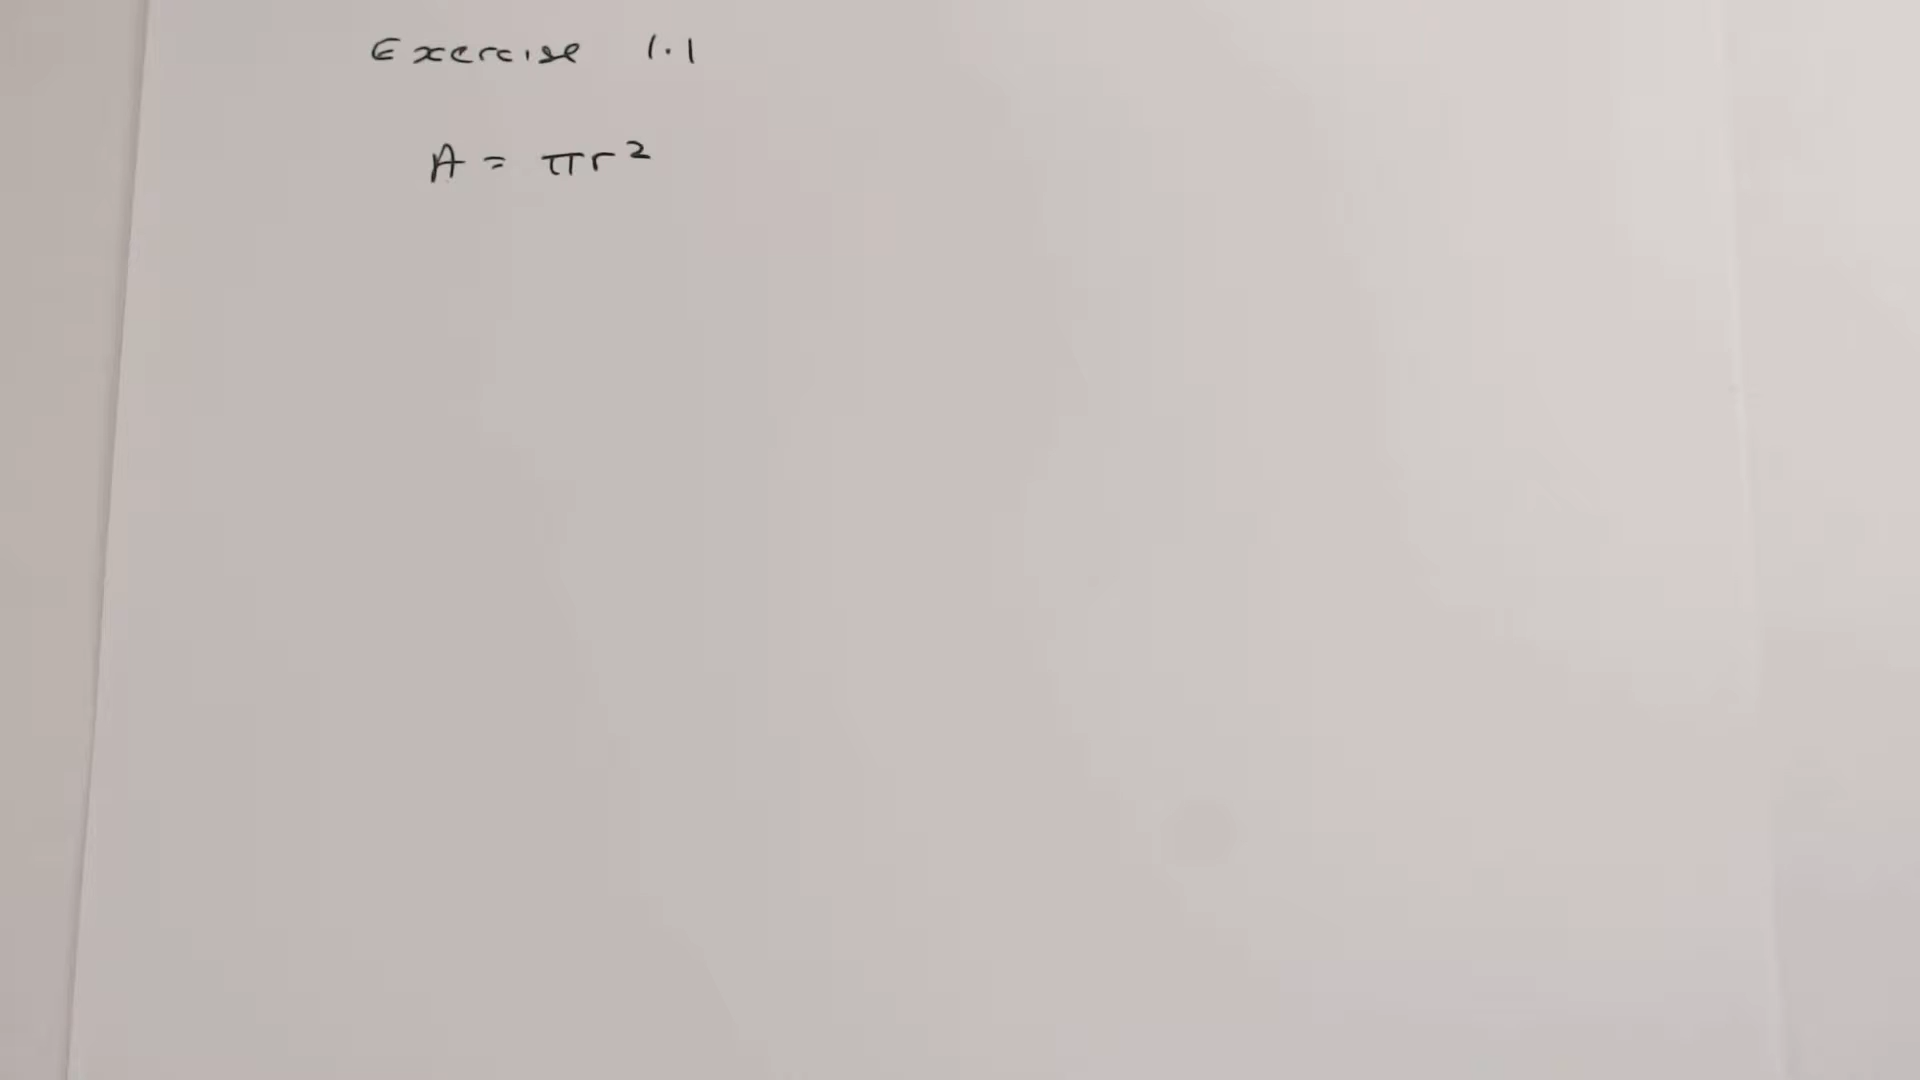 Exercise 1.1
A = πr²